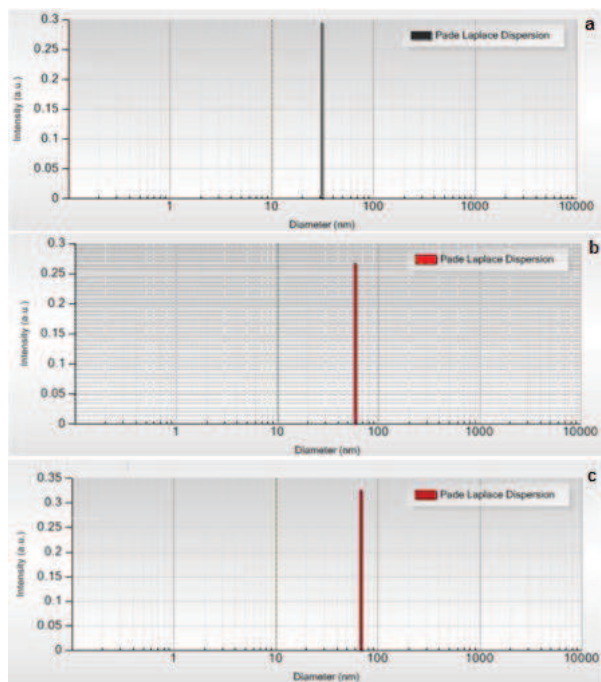 a
Pade Laplace Dispersion
Intensity (a.u.)
0.3
0.25
0.2
0.15
0.1
0.05
0
1 10 100 1000 10000
Diameter (nm)
b
Pade Laplace Dispersion
Intensity (a.u.)
0.3
0.25
0.2
0.15
0.1
0.05
0
1 10 100 1000 10000
Diameter (nm)
c
Pade Laplace Dispersion
Intensity (a.u.)
0.35
0.3
0.25
0.2
0.15
0.1
0.05
0
1 10 100 1000 10000
Diameter (nm)